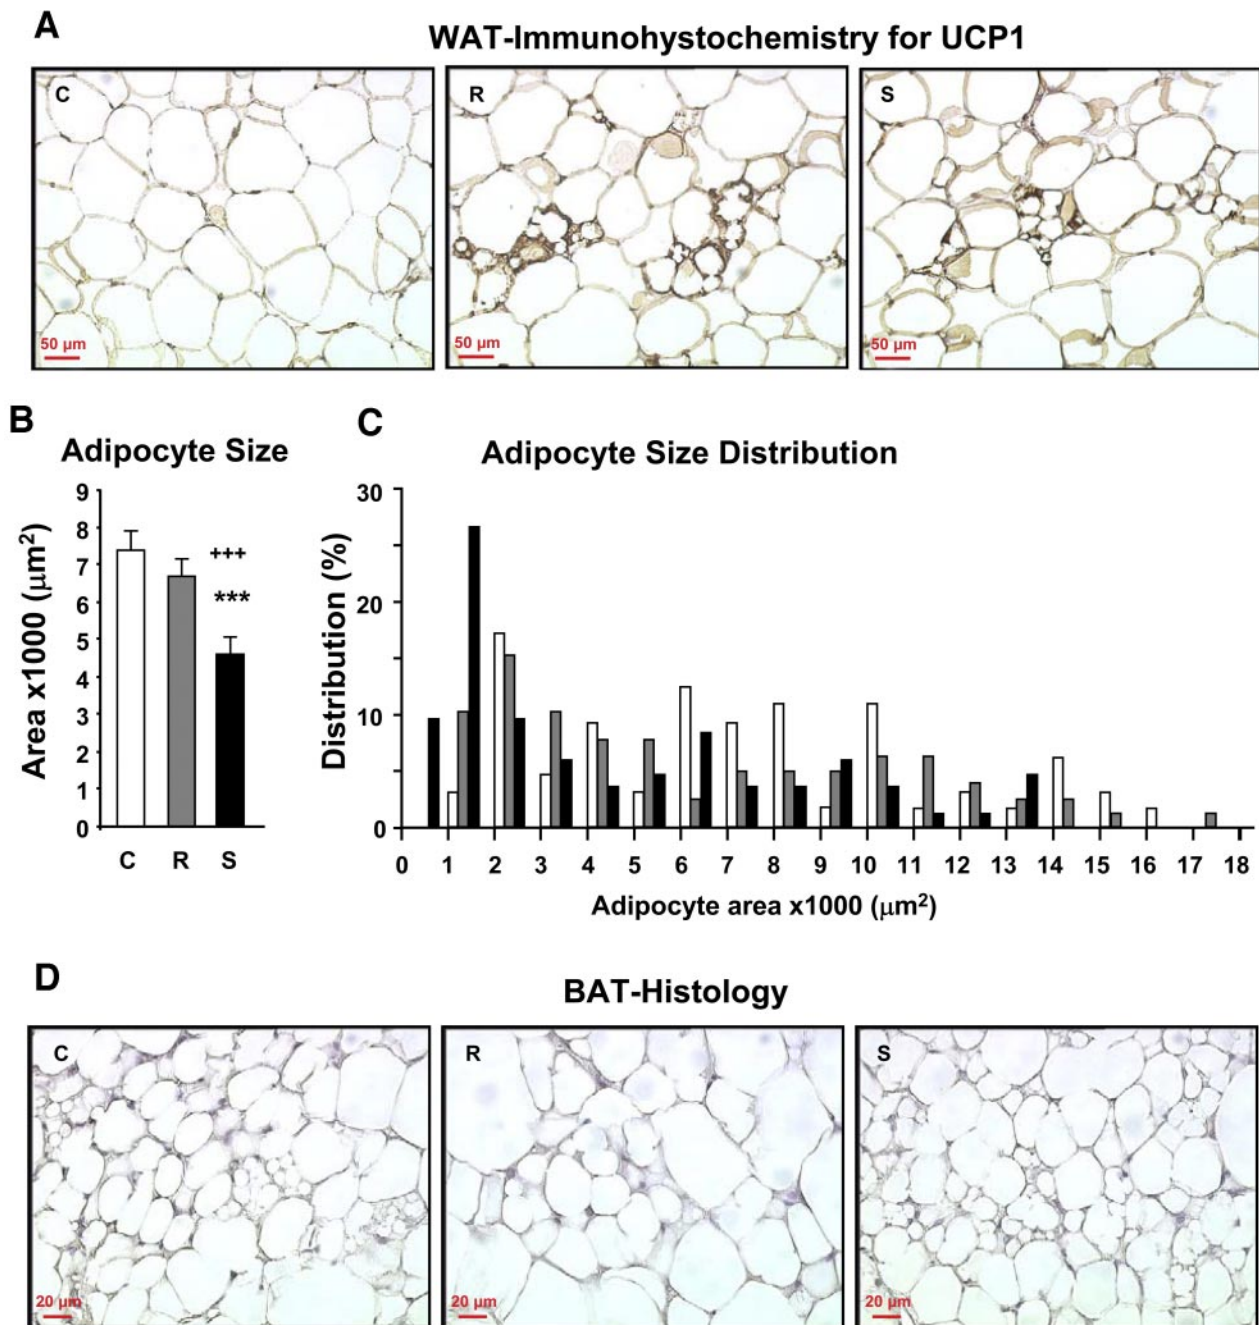 A
WAT-Immunohystochemistry for UCP1
C
R
S
50 μm
50 μm
50 μm
B
Adipocyte Size
Area x1000 (μm²)
9
8
7
6
5
4
3
2
1
0
+++
***
C R S
C
Adipocyte Size Distribution
Distribution (%)
30
20
10
0
0 1 2 3 4 5 6 7 8 9 10 11 12 13 14 15 16 17 18
Adipocyte area x1000 (μm²)
D
BAT-Histology
C
R
S
20 μm
20 μm
20 μm